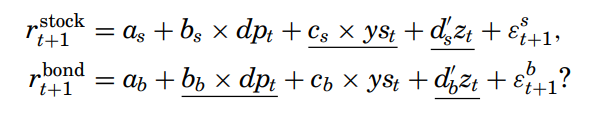 r^{stock}_{t+1} = a_s + b_s × dp_t + c_s × ys_t + d'_s z_t + ε^s_{t+1},
r^{bond}_{t+1} = a_b + b_b × dp_t + c_b × ys_t + d'_b z_t + ε^b_{t+1}?